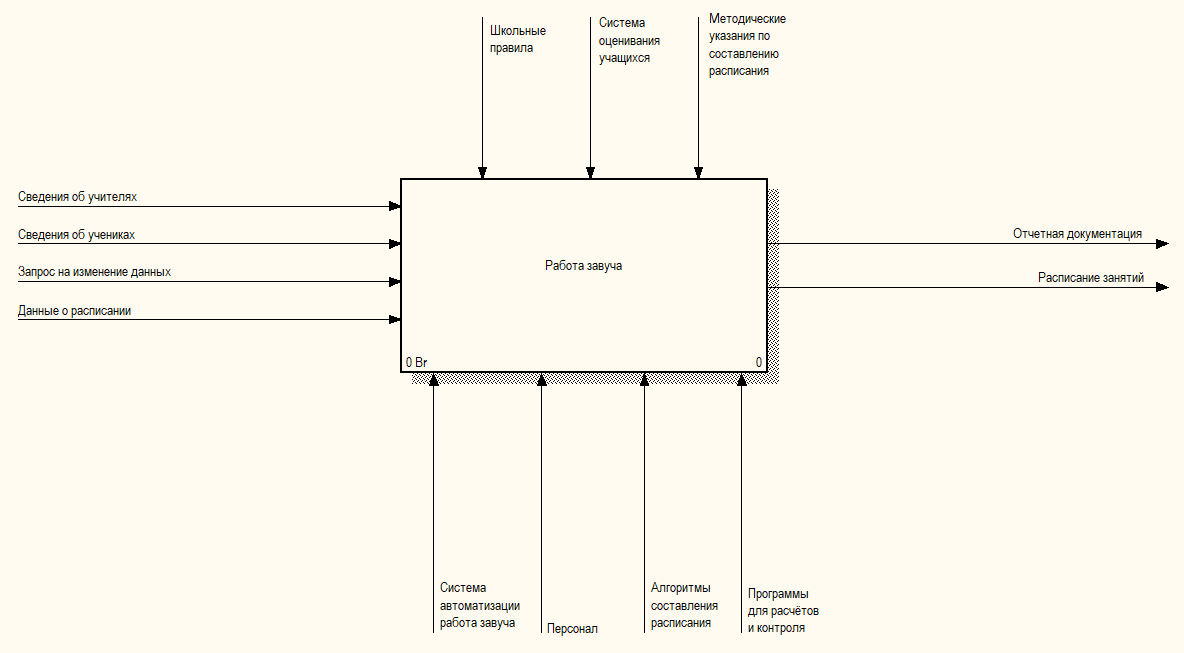 Школьные
правила
Система
оценивания
учащихся
Методические
указания по
составлению
расписания
Сведения об учителях
Сведения об учениках
Запрос на изменение данных
Данные о расписании
Работа завуча
0 Br
0
Отчетная документация
Расписание занятий
Система
автоматизации
работа завуча
Персонал
Алгоритмы
составления
расписания
Программы
для расчётов
и контроля